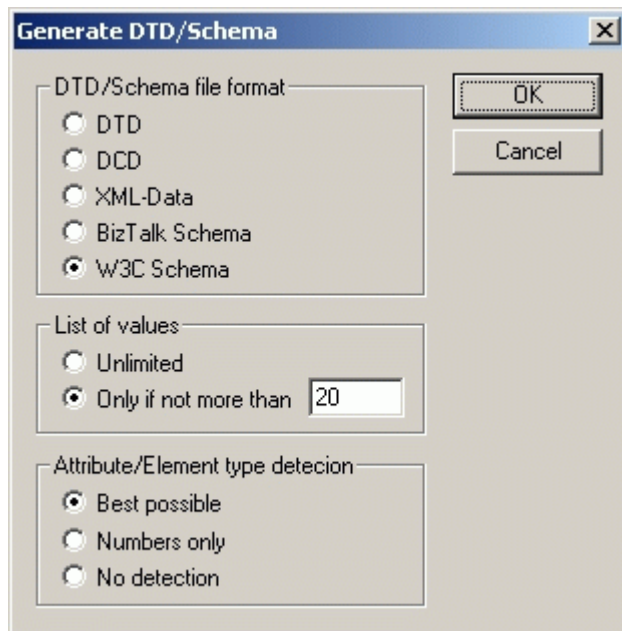 Generate DTD/Schema
DTD/Schema file format
DTD
DCD
XML-Data
BizTalk Schema
W3C Schema
OK
Cancel
List of values
Unlimited
Only if not more than 20
Attribute/Element type detecion
Best possible
Numbers only
No detection